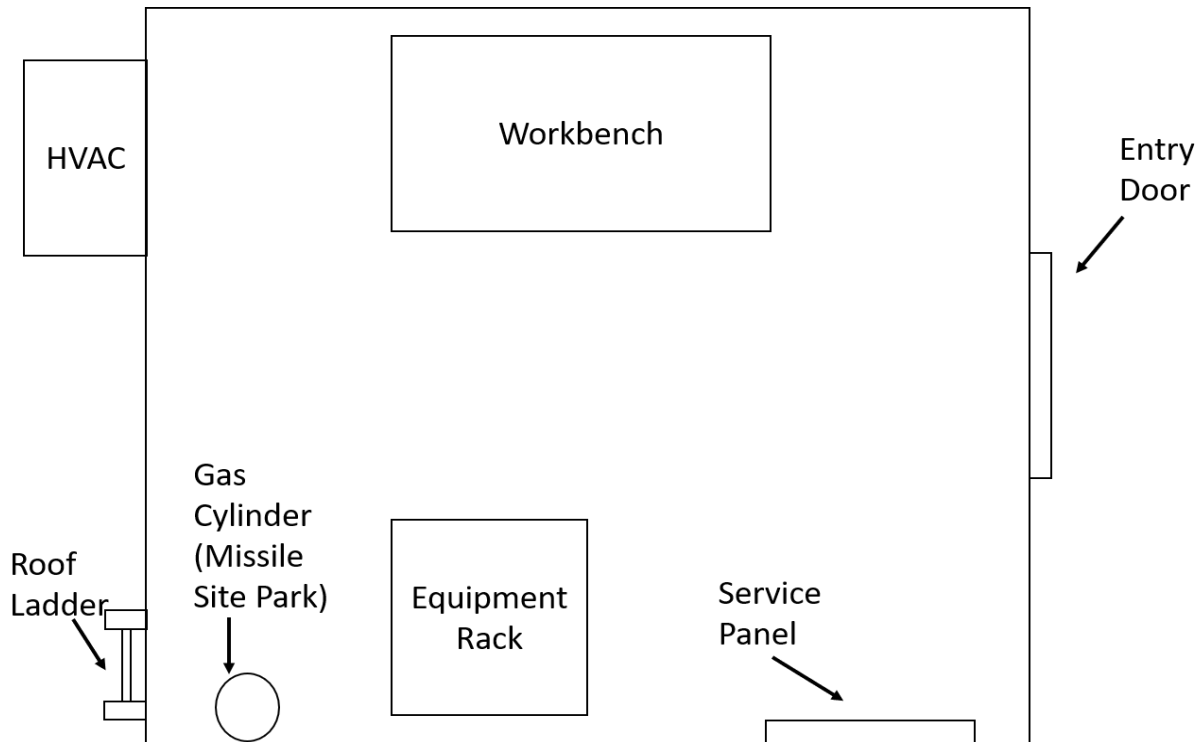 HVAC
Workbench
Entry
Door
Gas
Cylinder
(Missile
Site Park)
Roof
Ladder
Equipment
Rack
Service
Panel